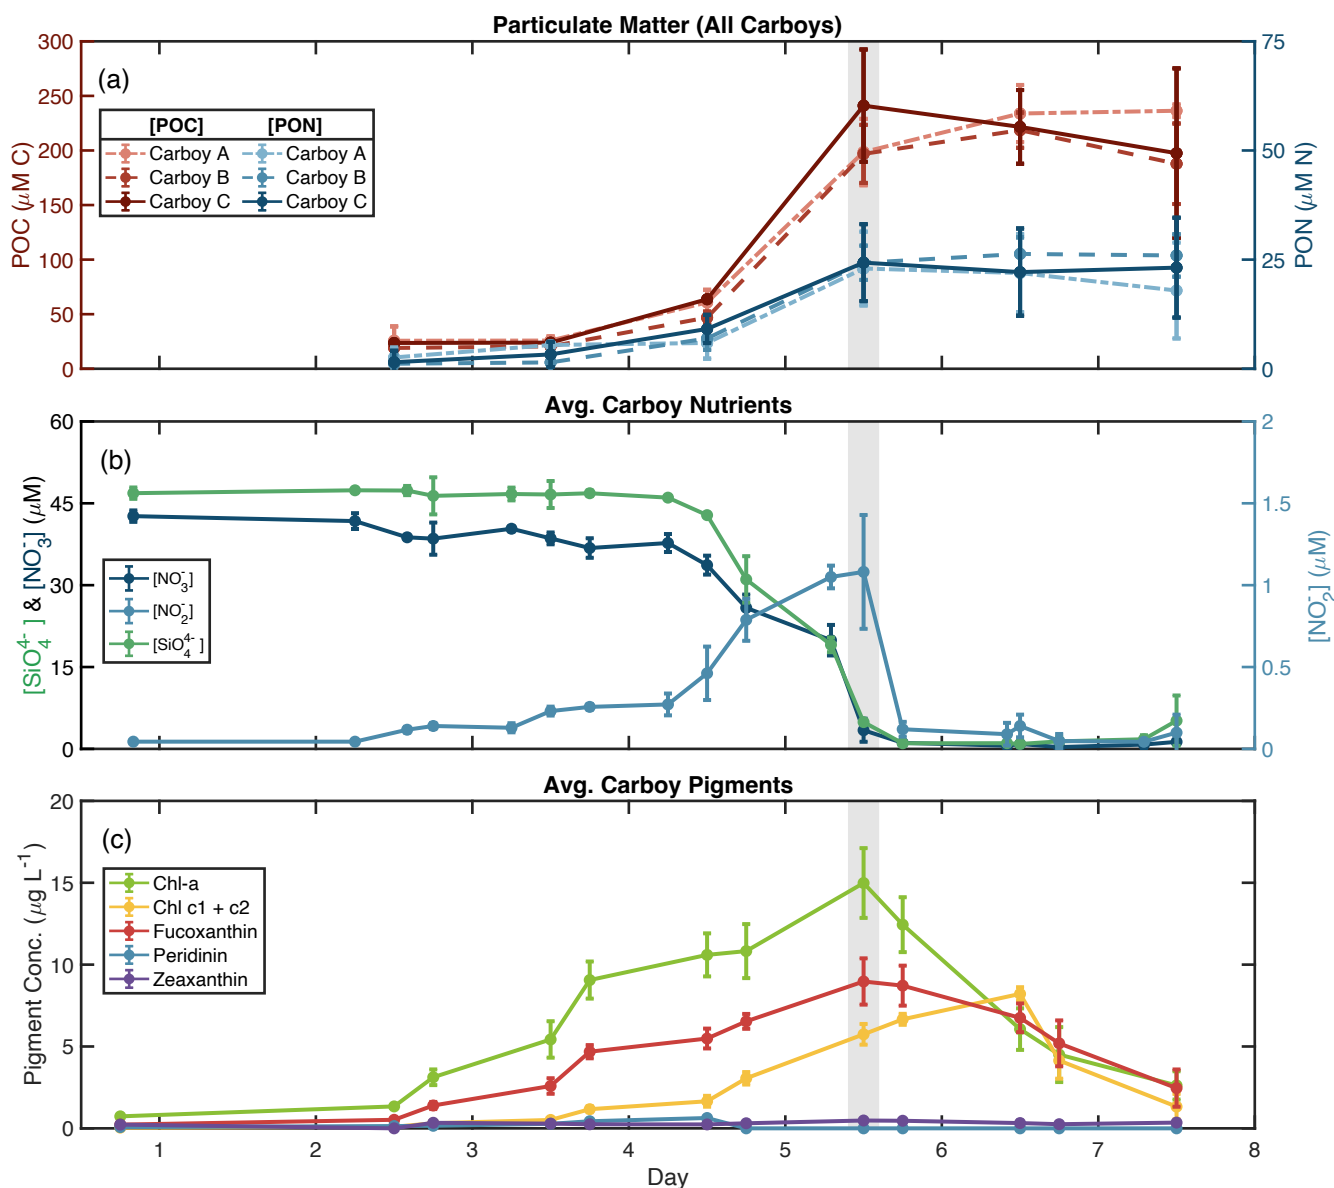 Particulate Matter (All Carboys)
(a)
300
250
200
150
100
50
0
POC (μM C)
75
50
25
0
PON (μM N)
[POC] [PON]
Carboy A Carboy A
Carboy B Carboy B
Carboy C Carboy C
Avg. Carboy Nutrients
(b)
60
45
30
15
0
[SiO₄⁴⁻] & [NO₃⁻] (μM)
2
1.5
1
0.5
0
[NO₂⁻] (μM)
[NO₃⁻]
[NO₂⁻]
[SiO₄⁴⁻]
Avg. Carboy Pigments
(c)
20
15
10
5
0
Pigment Conc. (μg L⁻¹)
Chl-a
Chl c1 + c2
Fucoxanthin
Peridinin
Zeaxanthin
1 2 3 4 5 6 7 8
Day